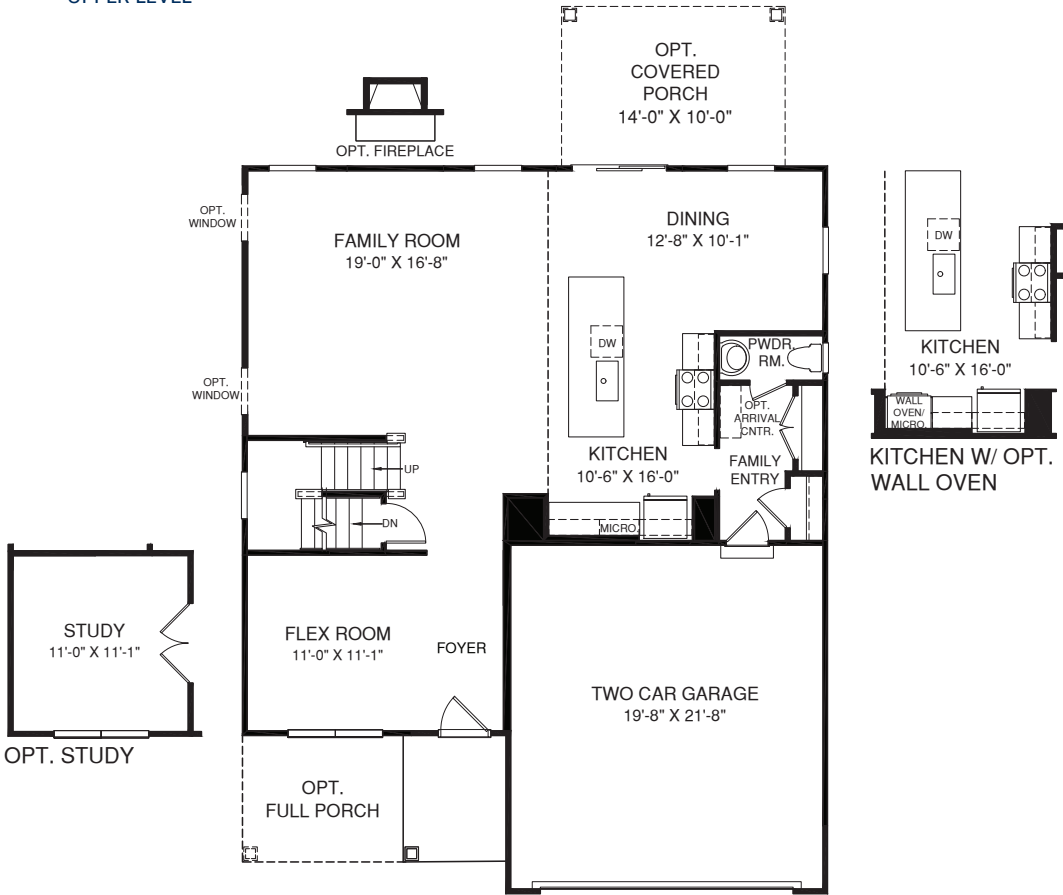 UPPER LEVEL
OPT.
COVERED
PORCH
14'-0" X 10'-0"
OPT. FIREPLACE
OPT.
WINDOW
FAMILY ROOM
19'-0" X 16'-8"
DINING
12'-8" X 10'-1"
DW
OPT.
WINDOW
DW
PWDR.
RM.
OPT.
ARRIVAL
CNTR.
KITCHEN
10'-6" X 16'-0"
FAMILY
ENTRY
UP
DN
MICRO.
KITCHEN
10'-6" X 16'-0"
WALL
OVEN/
MICRO.
KITCHEN W/ OPT.
WALL OVEN
STUDY
11'-0" X 11'-1"
OPT. STUDY
FLEX ROOM
11'-0" X 11'-1"
FOYER
TWO CAR GARAGE
19'-8" X 21'-8"
OPT.
FULL PORCH